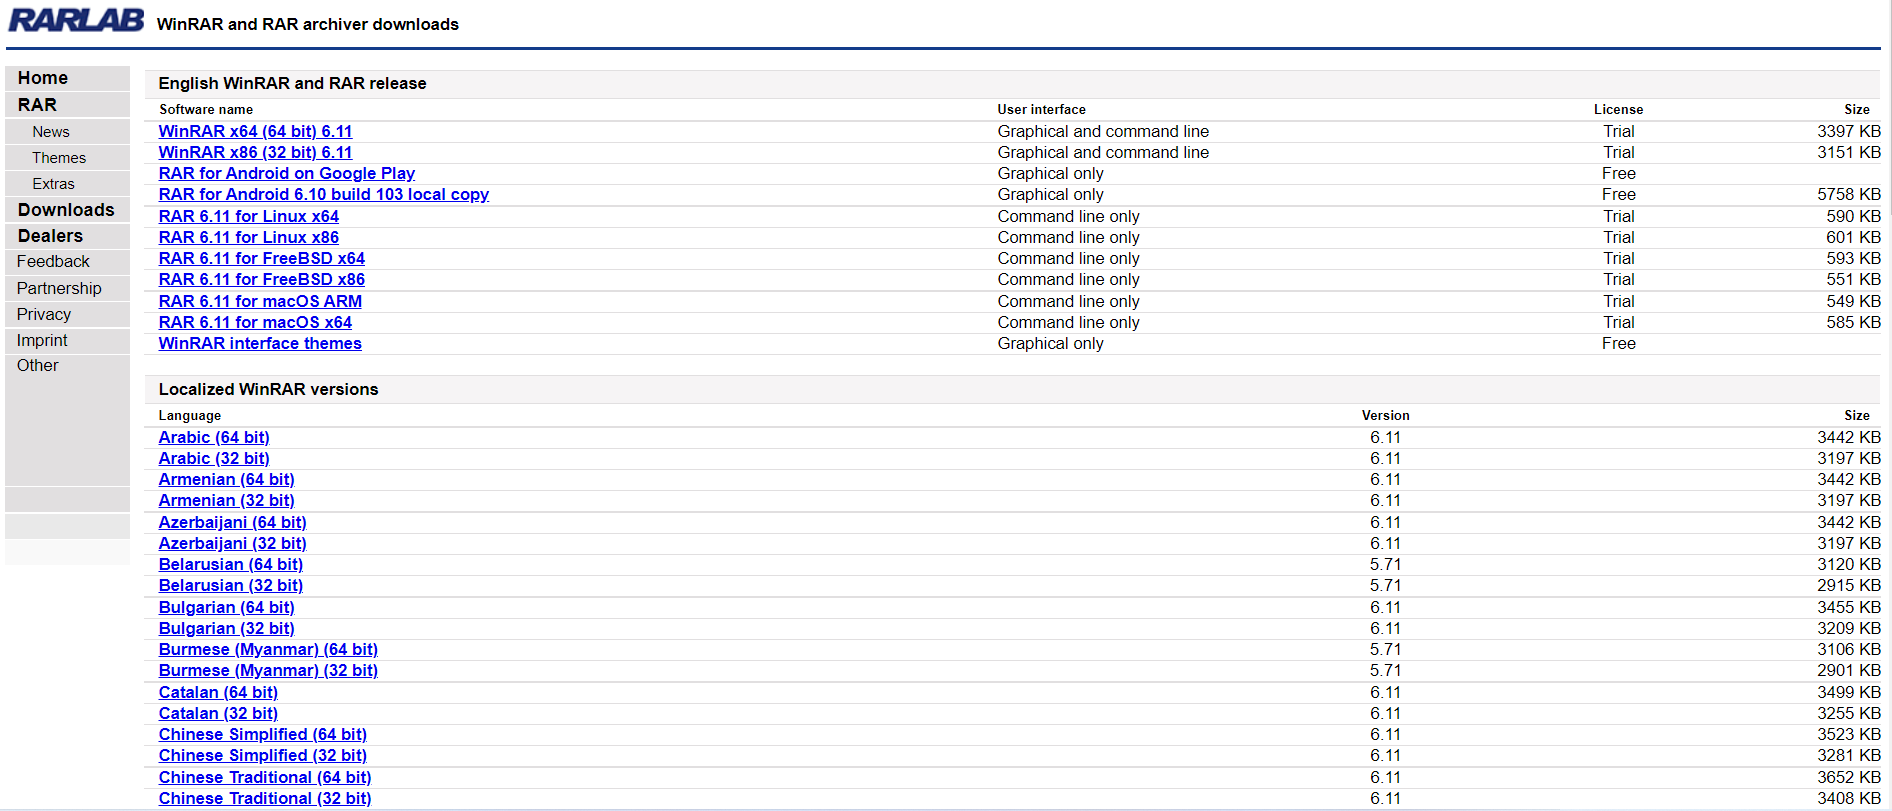 RARLAB WinRAR and RAR archiver downloads
Home
RAR
News
Themes
Extras
Downloads
Dealers
Feedback
Partnership
Privacy
Imprint
Other
English WinRAR and RAR release
Software name User interface License Size
WinRAR x64 (64 bit) 6.11 Graphical and command line Trial 3397 KB
WinRAR x86 (32 bit) 6.11 Graphical and command line Trial 3151 KB
RAR for Android on Google Play Graphical only Free
RAR for Android 6.10 build 103 local copy Graphical only Free 5758 KB
RAR 6.11 for Linux x64 Command line only Trial 590 KB
RAR 6.11 for Linux x86 Command line only Trial 601 KB
RAR 6.11 for FreeBSD x64 Command line only Trial 593 KB
RAR 6.11 for FreeBSD x86 Command line only Trial 551 KB
RAR 6.11 for macOS ARM Command line only Trial 549 KB
RAR 6.11 for macOS x64 Command line only Trial 585 KB
WinRAR interface themes Graphical only Free
Localized WinRAR versions
Language Version Size
Arabic (64 bit) 6.11 3442 KB
Arabic (32 bit) 6.11 3197 KB
Armenian (64 bit) 6.11 3442 KB
Armenian (32 bit) 6.11 3197 KB
Azerbaijani (64 bit) 6.11 3442 KB
Azerbaijani (32 bit) 6.11 3197 KB
Belarusian (64 bit) 5.71 3120 KB
Belarusian (32 bit) 5.71 2915 KB
Bulgarian (64 bit) 6.11 3455 KB
Bulgarian (32 bit) 6.11 3209 KB
Burmese (Myanmar) (64 bit) 5.71 3106 KB
Burmese (Myanmar) (32 bit) 5.71 2901 KB
Catalan (64 bit) 6.11 3499 KB
Catalan (32 bit) 6.11 3255 KB
Chinese Simplified (64 bit) 6.11 3523 KB
Chinese Simplified (32 bit) 6.11 3281 KB
Chinese Traditional (64 bit) 6.11 3652 KB
Chinese Traditional (32 bit) 6.11 3408 KB